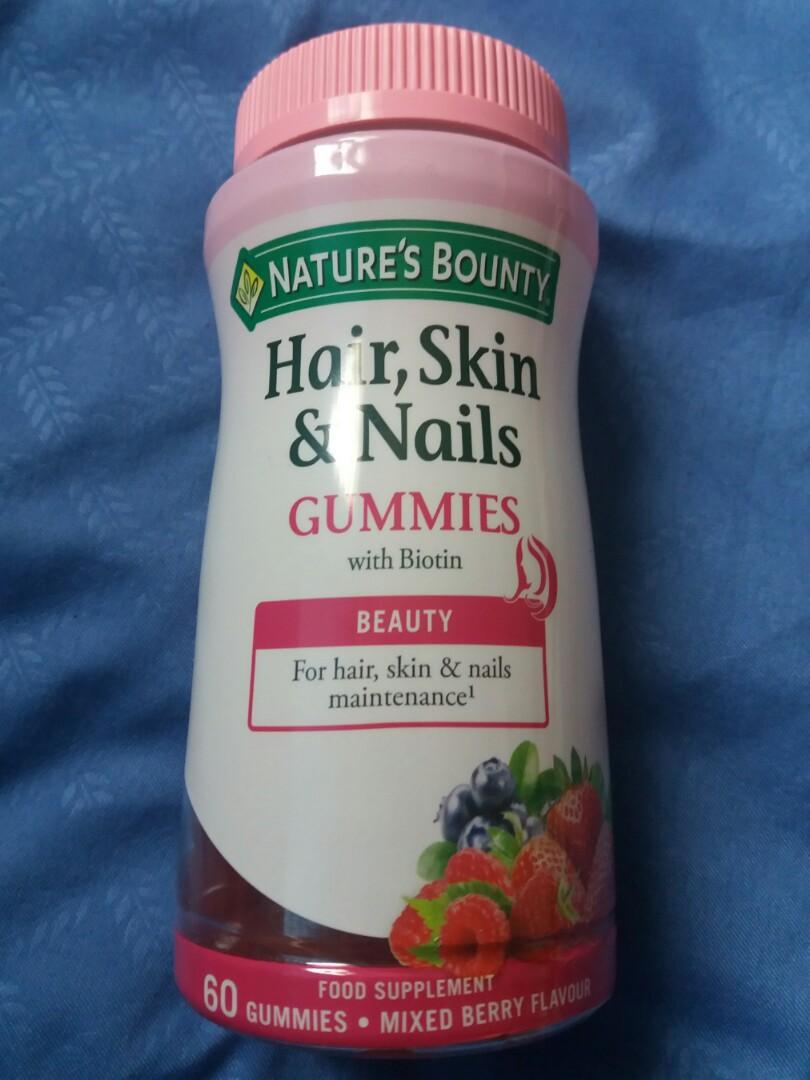 NATURE'S BOUNTY
Hair, Skin
& Nails
GUMMIES
with Biotin
BEAUTY
For hair, skin & nails
maintenance¹
FOOD SUPPLEMENT
60 GUMMIES • MIXED BERRY FLAVOUR